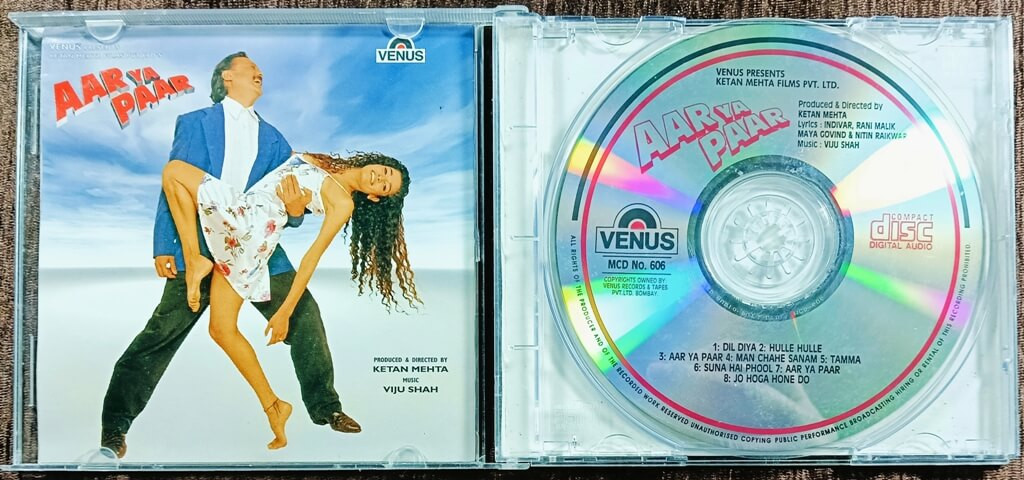 VENUS
AAR YA
PAAR
PRODUCED & DIRECTED BY
KETAN MEHTA
MUSIC
VIJU SHAH
VENUS PRESENTS
KETAN MEHTA FILMS PVT. LTD.
AAR YA
PAAR
Produced & Directed by
KETAN MEHTA
Lyrics : INDIVAR, RANI MALIK
MAYA GOVIND & NITIN RAIKWAR
Music : VIJU SHAH
VENUS
MCD No. 606
COPYRIGHTS OWNED BY
VENUS RECORDS & TAPES
PVT.LTD. BOMBAY.
COMPACT
disc
DIGITAL AUDIO
1: DIL DIYA 2: HULLE HULLE
3: AAR YA PAAR 4: MAN CHAHE SANAM 5: TAMMA
6: SUNA HAI PHOOL 7: AAR YA PAAR
8: JO HOGA HONE DO
ALL RIGHTS OF THE PRODUCER AND OF THE RECORDED WORK RESERVED UNAUTHORISED COPYING PUBLIC PERFORMANCE BROADCASTING HIRING OR RENTAL OF THIS RECORDING PROHIBITED.